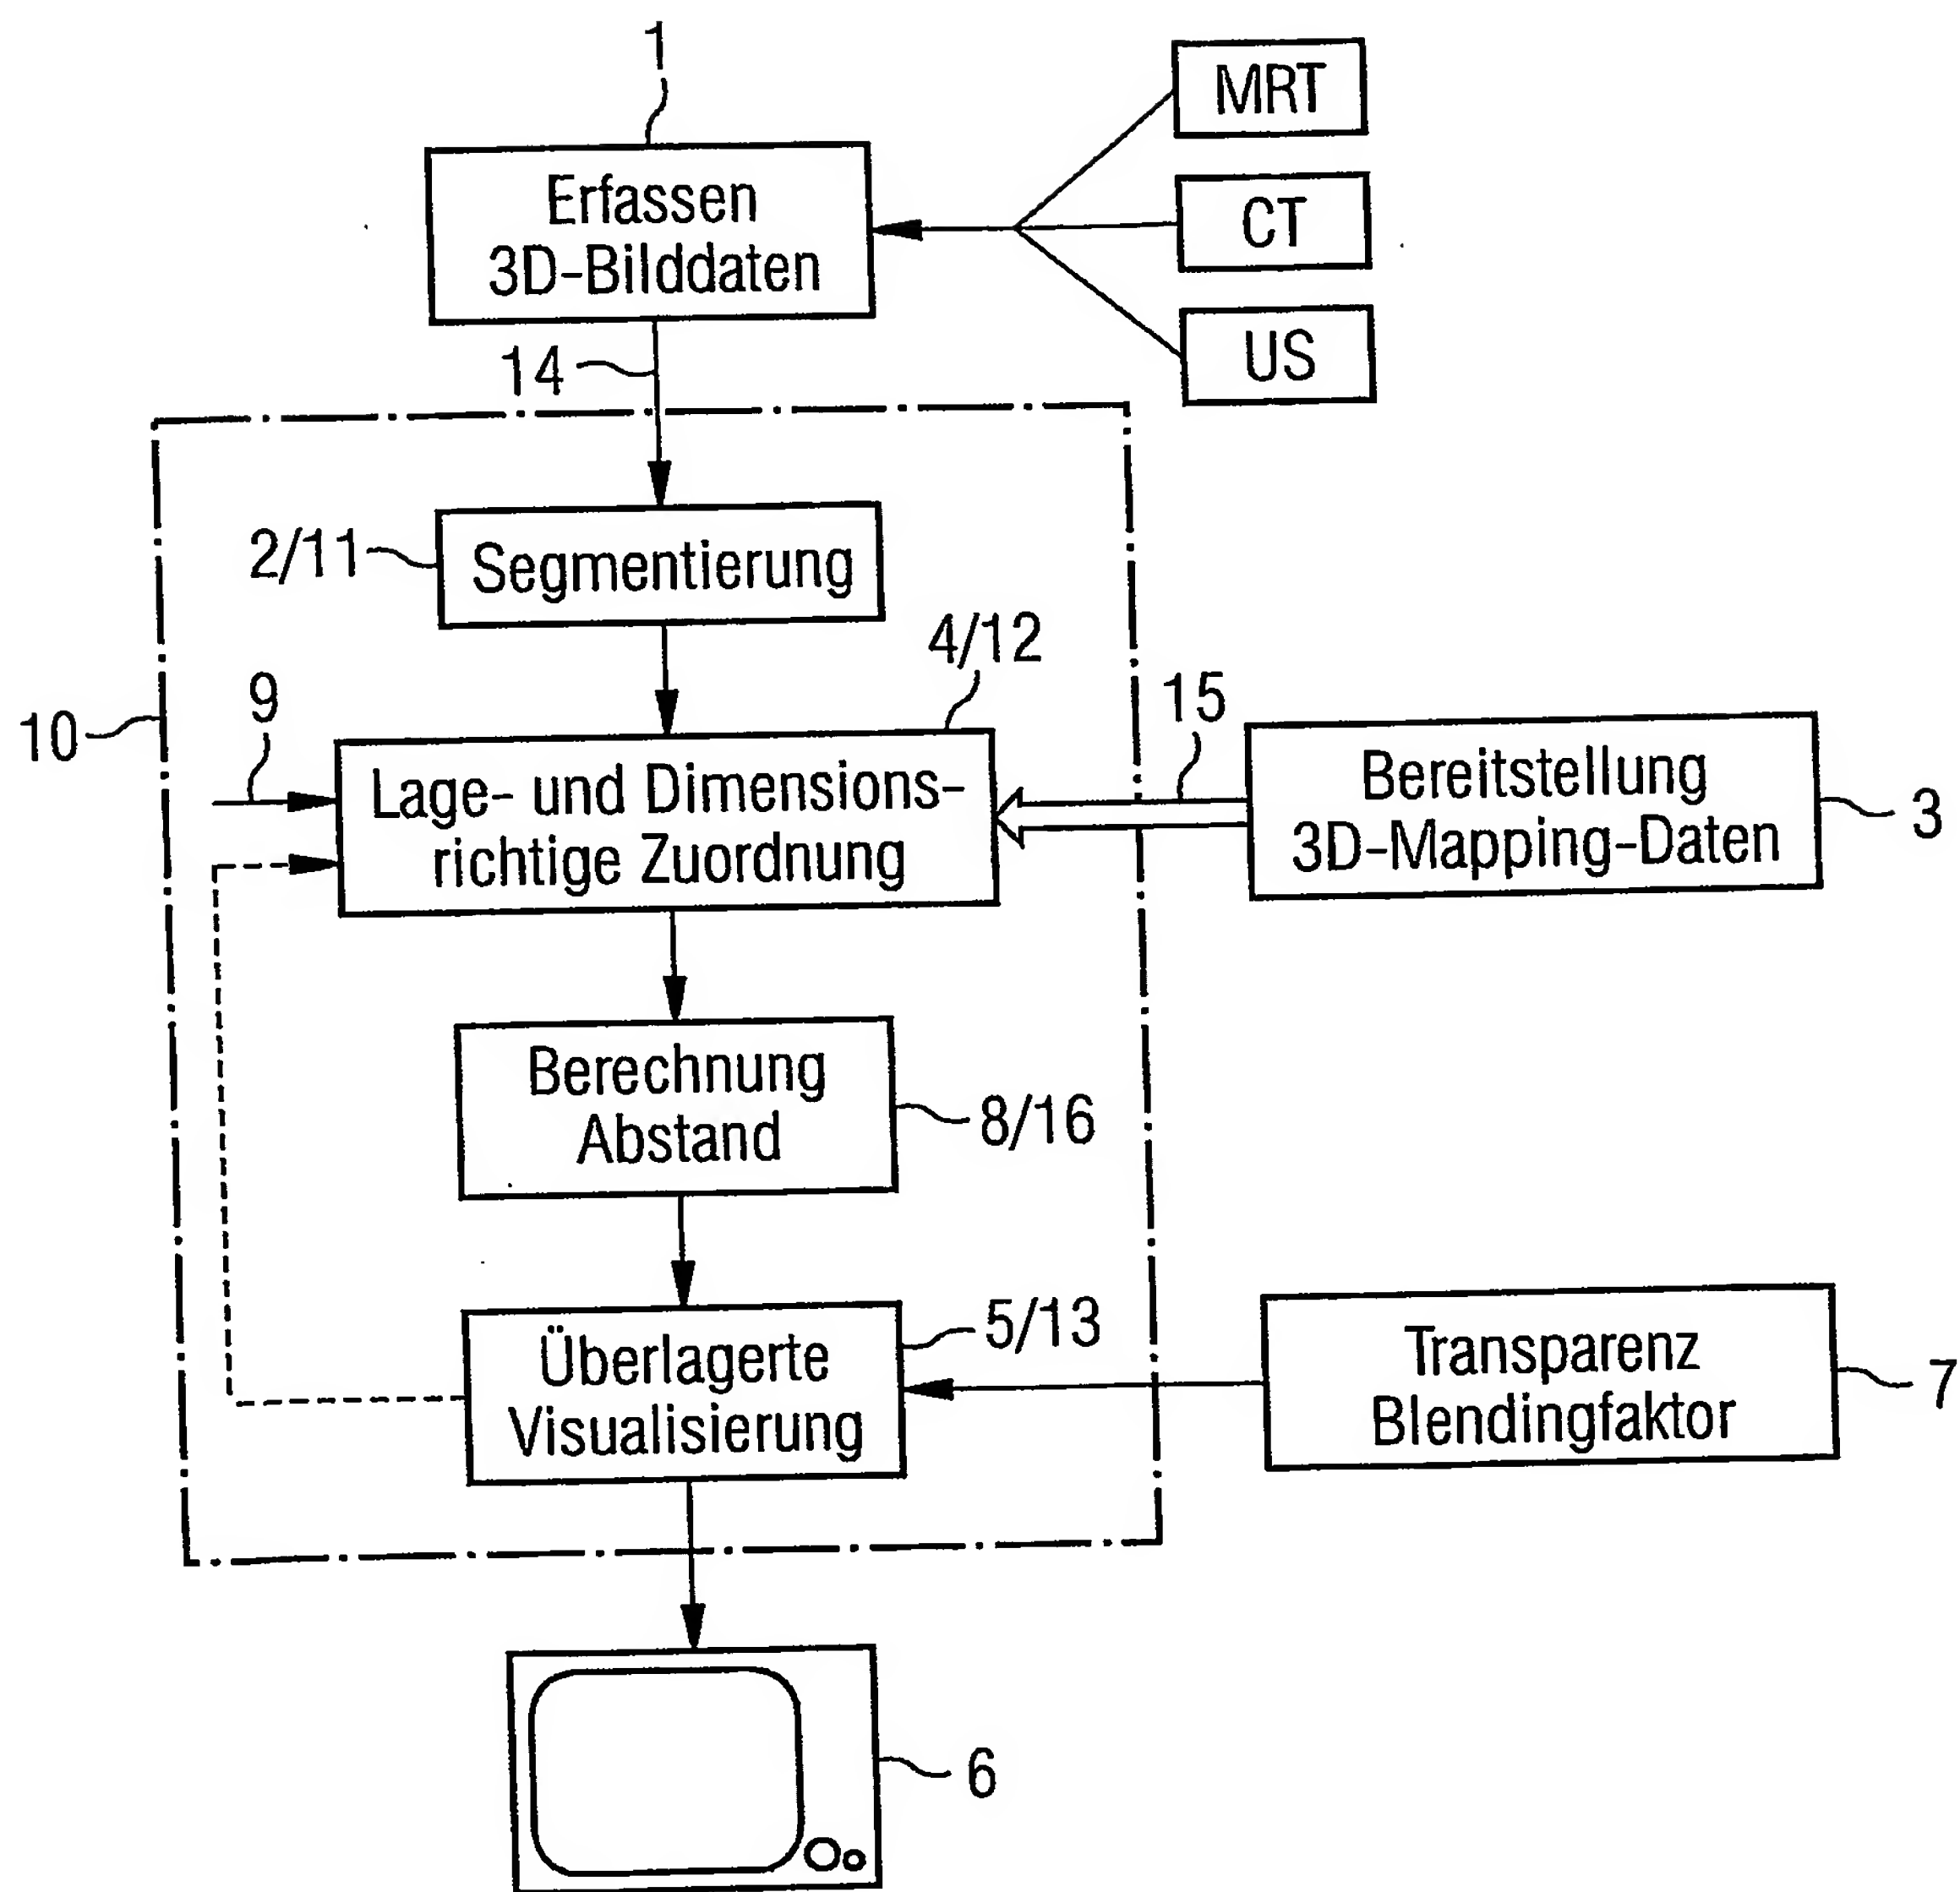 1
MRT
Erfassen
3D-Bilddaten
CT
US
14
2/11
Segmentierung
4/12
9
15
10
Lage- und Dimensions-
richtige Zuordnung
Bereitstellung
3D-Mapping-Daten
3
Berechnung
Abstand
8/16
5/13
Überlagerte
Visualisierung
Transparenz
Blendingfaktor
7
6